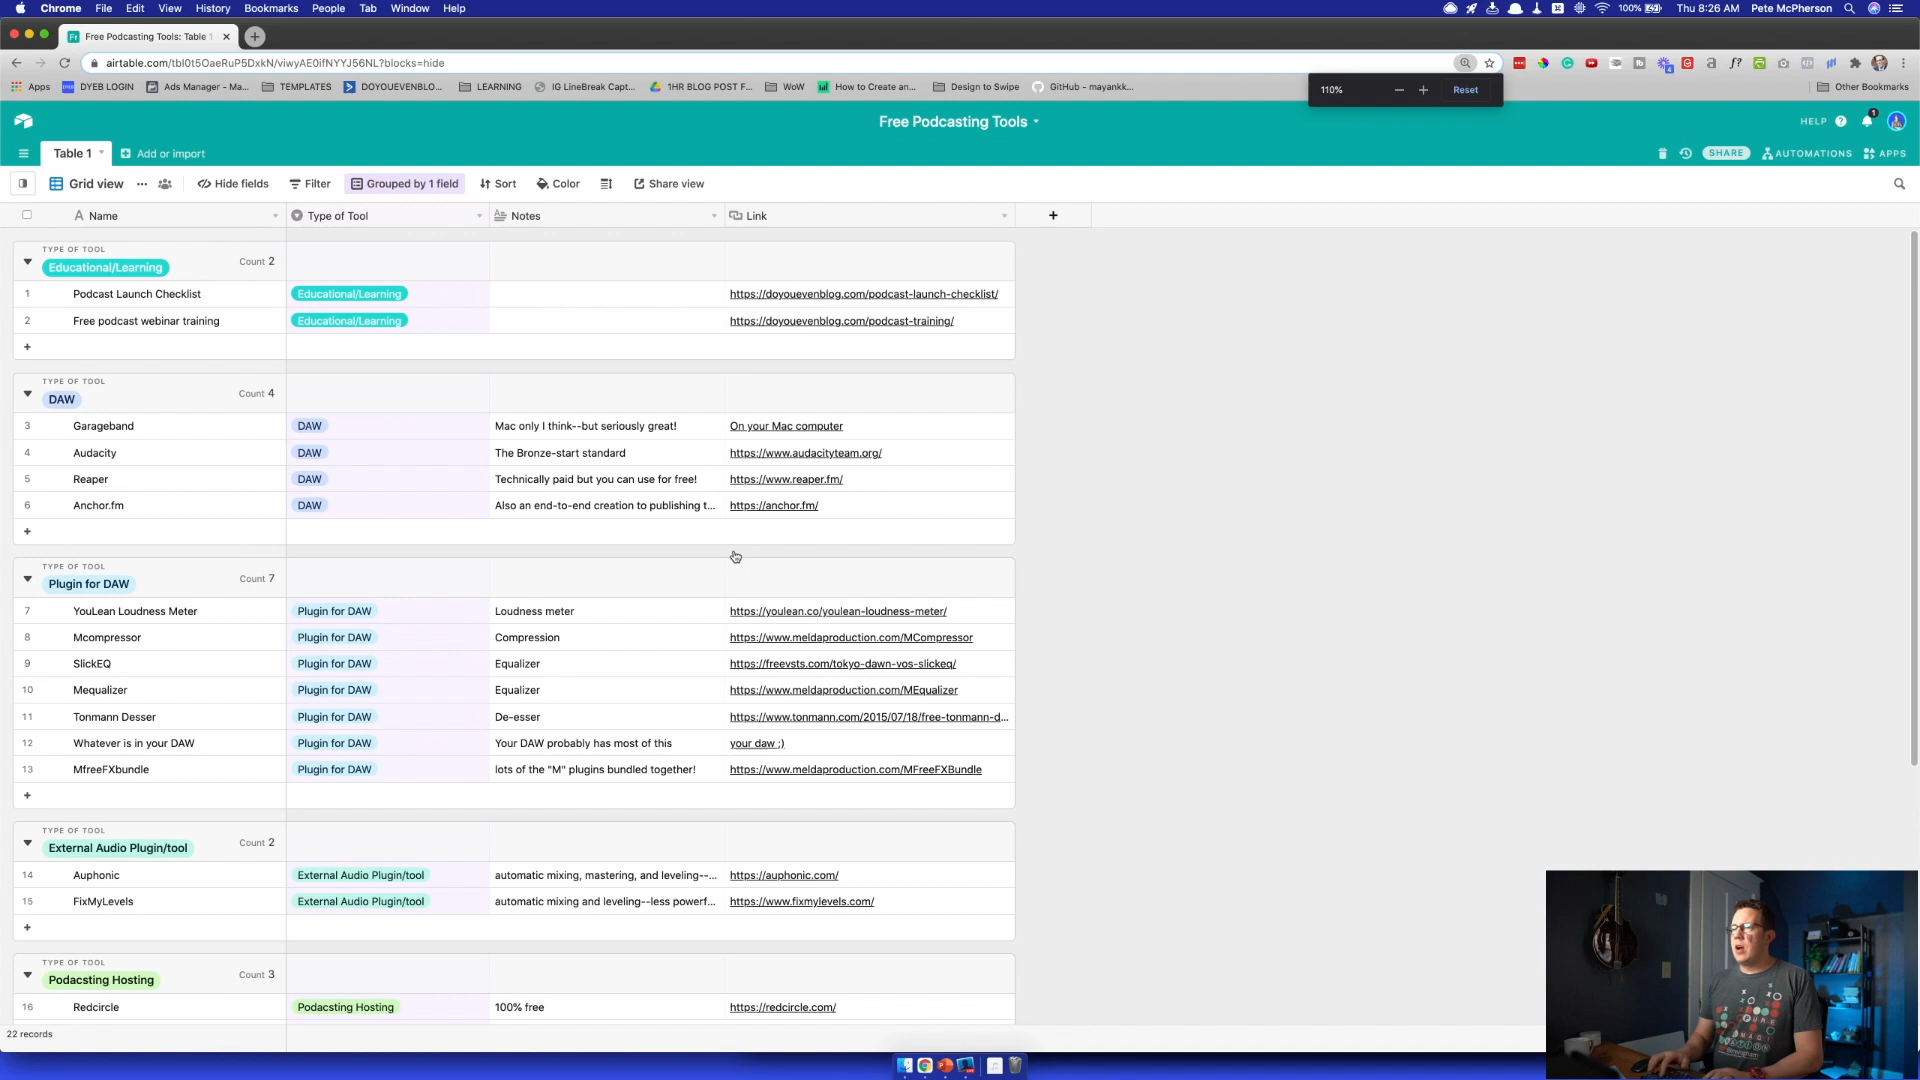 Chrome File Edit View History Bookmarks People Tab Window Help 100% Thu 8:26 AM Pete McPherson
Free Podcasting Tools: Table 1
airtable.com/tbl0t5OaeRuP5DxkN/viwyAE0ifNYYJ56NL?blocks=hide
Apps DYEB LOGIN Ads Manager - Ma... TEMPLATES DOYOUEVENBLO... LEARNING IG LineBreak Capt... 1HR BLOG POST F... WoW How to Create an... Design to Swipe GitHub - mayankk... Other Bookmarks
110% Reset
Free Podcasting Tools HELP 1
Table 1 Add or import SHARE AUTOMATIONS APPS
Grid view Hide fields Filter Grouped by 1 field Sort Color Share view
Name Type of Tool Notes Link
TYPE OF TOOL
Educational/Learning Count 2
1 Podcast Launch Checklist Educational/Learning https://doyouevenblog.com/podcast-launch-checklist/
2 Free podcast webinar training Educational/Learning https://doyouevenblog.com/podcast-training/
TYPE OF TOOL
DAW Count 4
3 Garageband DAW Mac only I think--but seriously great! On your Mac computer
4 Audacity DAW The Bronze-start standard https://www.audacityteam.org/
5 Reaper DAW Technically paid but you can use for free! https://www.reaper.fm/
6 Anchor.fm DAW Also an end-to-end creation to publishing t... https://anchor.fm/
TYPE OF TOOL
Plugin for DAW Count 7
7 YouLean Loudness Meter Plugin for DAW Loudness meter https://youlean.co/youlean-loudness-meter/
8 Mcompressor Plugin for DAW Compression https://www.meldaproduction.com/MCompressor
9 SlickEQ Plugin for DAW Equalizer https://freevsts.com/tokyo-dawn-vos-slickeq/
10 Mequalizer Plugin for DAW Equalizer https://www.meldaproduction.com/MEqualizer
11 Tonmann Desser Plugin for DAW De-esser https://www.tonmann.com/2015/07/18/free-tonmann-d...
12 Whatever is in your DAW Plugin for DAW Your DAW probably has most of this your daw ;)
13 MfreeFXbundle Plugin for DAW lots of the "M" plugins bundled together! https://www.meldaproduction.com/MFreeFXBundle
TYPE OF TOOL
External Audio Plugin/tool Count 2
14 Auphonic External Audio Plugin/tool automatic mixing, mastering, and leveling--... https://auphonic.com/
15 FixMyLevels External Audio Plugin/tool automatic mixing and leveling--less powerf... https://www.fixmylevels.com/
TYPE OF TOOL
Podacsting Hosting Count 3
16 Redcircle Podacsting Hosting 100% free https://redcircle.com/
22 records